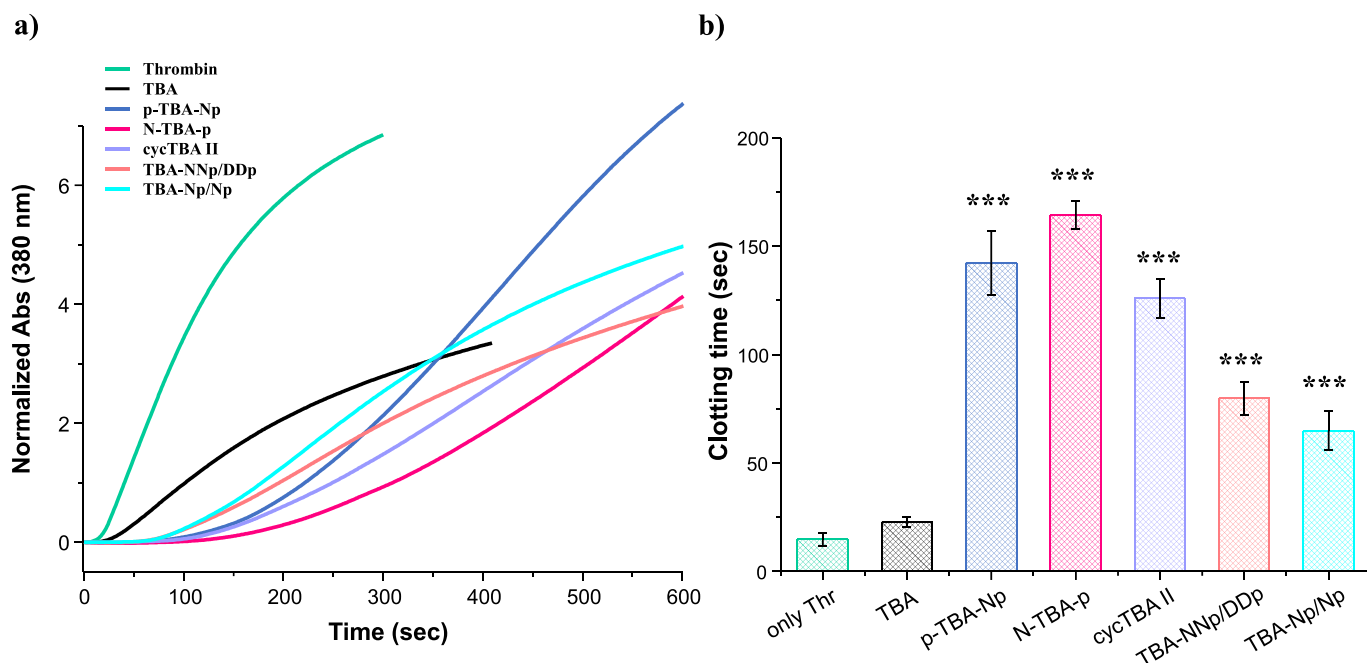 a)
Thrombin
TBA
p-TBA-Np
N-TBA-p
cycTBA II
TBA-NNp/DDp
TBA-Np/Np
Normalized Abs (380 nm)
6
4
2
0
0 100 200 300 400 500 600
Time (sec)
b)
Clotting time (sec)
200
150
100
50
0
***
***
***
***
***
only Thr
TBA
p-TBA-Np
N-TBA-p
cycTBA II
TBA-NNp/DDp
TBA-Np/Np